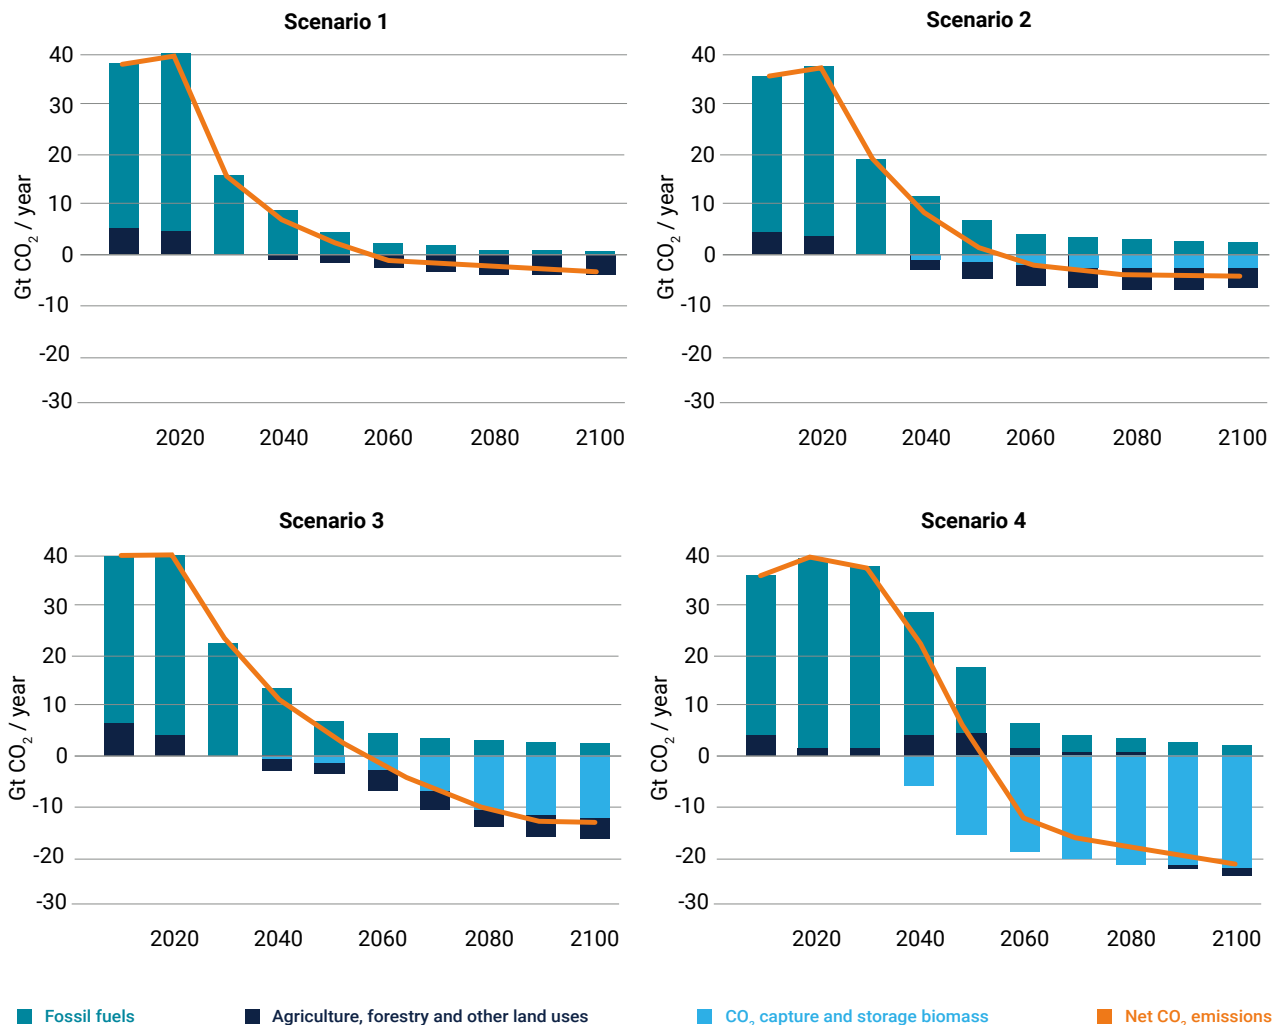 Scenario 1
Gt CO₂ / year
40
30
20
10
0
-10
-20
-30
2020 2040 2060 2080 2100
Scenario 2
Gt CO₂ / year
40
30
20
10
0
-10
-20
-30
2020 2040 2060 2080 2100
Scenario 3
Gt CO₂ / year
40
30
20
10
0
-10
-20
-30
2020 2040 2060 2080 2100
Scenario 4
Gt CO₂ / year
40
30
20
10
0
-10
-20
-30
2020 2040 2060 2080 2100
Fossil fuels
Agriculture, forestry and other land uses
CO₂ capture and storage biomass
Net CO₂ emissions